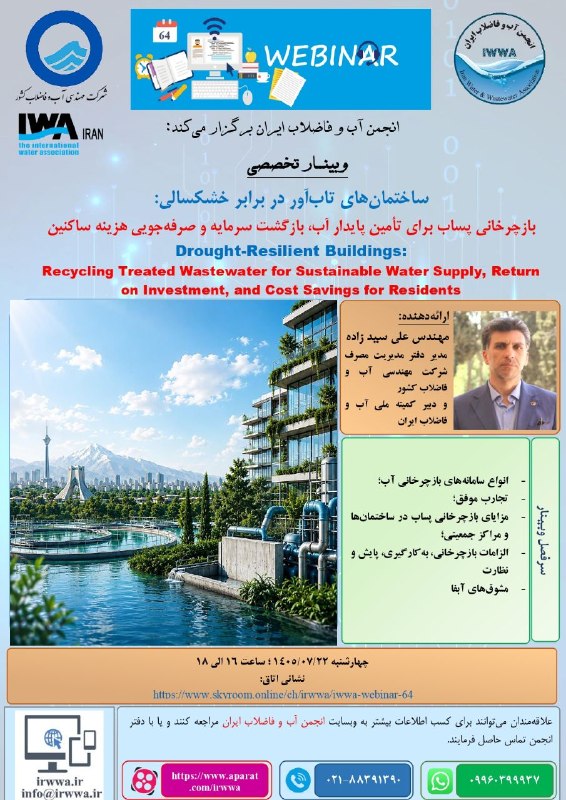 64
WEBINAR
انجمن آب و فاضلاب ایران
IWWA
Iran Water & Wastewater Association
شرکت مهندسی آب و فاضلاب کشور
IWA IRAN
the international
water association
انجمن آب و فاضلاب ایران برگزار می‌کند:
وبینار تخصصی
ساختمان‌های تاب‌آور در برابر خشکسالی:
بازچرخانی پساب برای تأمین پایدار آب، بازگشت سرمایه و صرفه‌جویی هزینه ساکنین
Drought-Resilient Buildings:
Recycling Treated Wastewater for Sustainable Water Supply, Return
on Investment, and Cost Savings for Residents
ارائه‌دهنده:
مهندس علی سید زاده
مدیر دفتر مدیریت مصرف
شرکت مهندسی آب و
فاضلاب کشور
و دبیر کمیته ملی آب و
فاضلاب ایران
سرفصل وبینار
- انواع سامانه‌های بازچرخانی آب؛
- تجارب موفق؛
- مزایای بازچرخانی پساب در ساختمان‌ها
و مراکز جمعیتی؛
- الزامات بازچرخانی، به‌کارگیری، پایش و
نظارت
- مشوق‌های آبفا
چهارشنبه ۱۴۰۵/۰۷/۲۲ ؛ ساعت ۱۶ الی ۱۸
نشانی اتاق:
https://www.skyroom.online/ch/irwwa/iwwa-webinar-64
علاقه‌مندان می‌توانند برای کسب اطلاعات بیشتر به وبسایت انجمن آب و فاضلاب ایران مراجعه کنند و یا با دفتر
انجمن تماس حاصل فرمایند.
irwwa.ir
info@irwwa.ir
https://www.aparat
.com/irwwa
۰۲۱-۸۸۳۹۱۳۹۰
۰۹۹۶۰۳۹۹۹۳۷